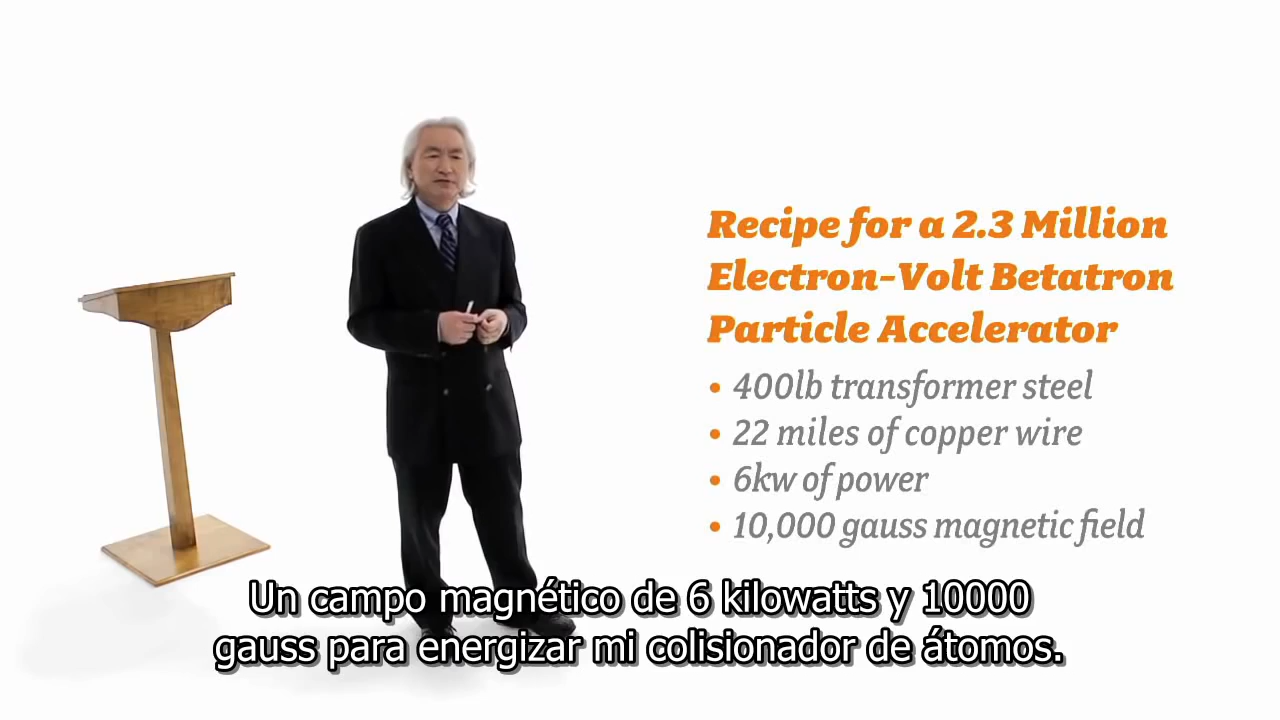 Recipe for a 2.3 Million
Electron-Volt Betatron
Particle Accelerator
• 400lb transformer steel
• 22 miles of copper wire
• 6kw of power
• 10,000 gauss magnetic field
Un campo magnético de 6 kilowatts y 10000
gauss para energizar mi colisionador de átomos.